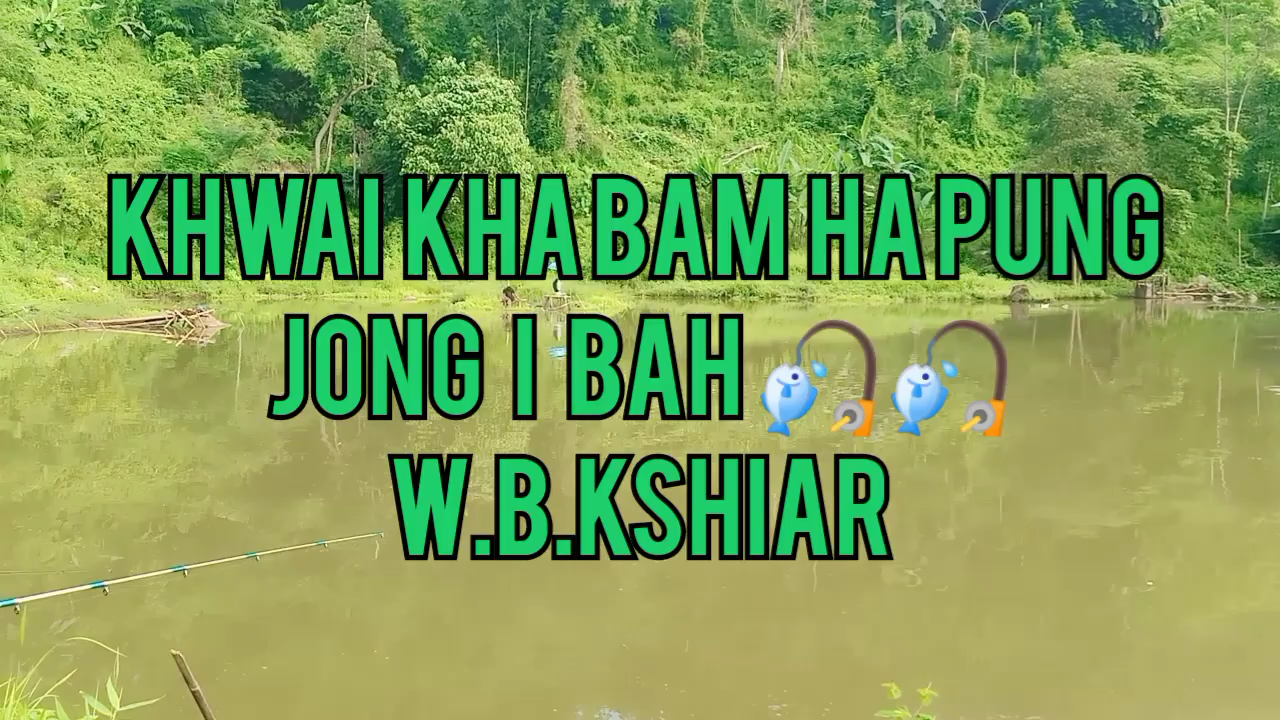 KHWAI KHA BAM HA PUNG
JONG I BAH 🎣🎣
W.B.KSHIAR